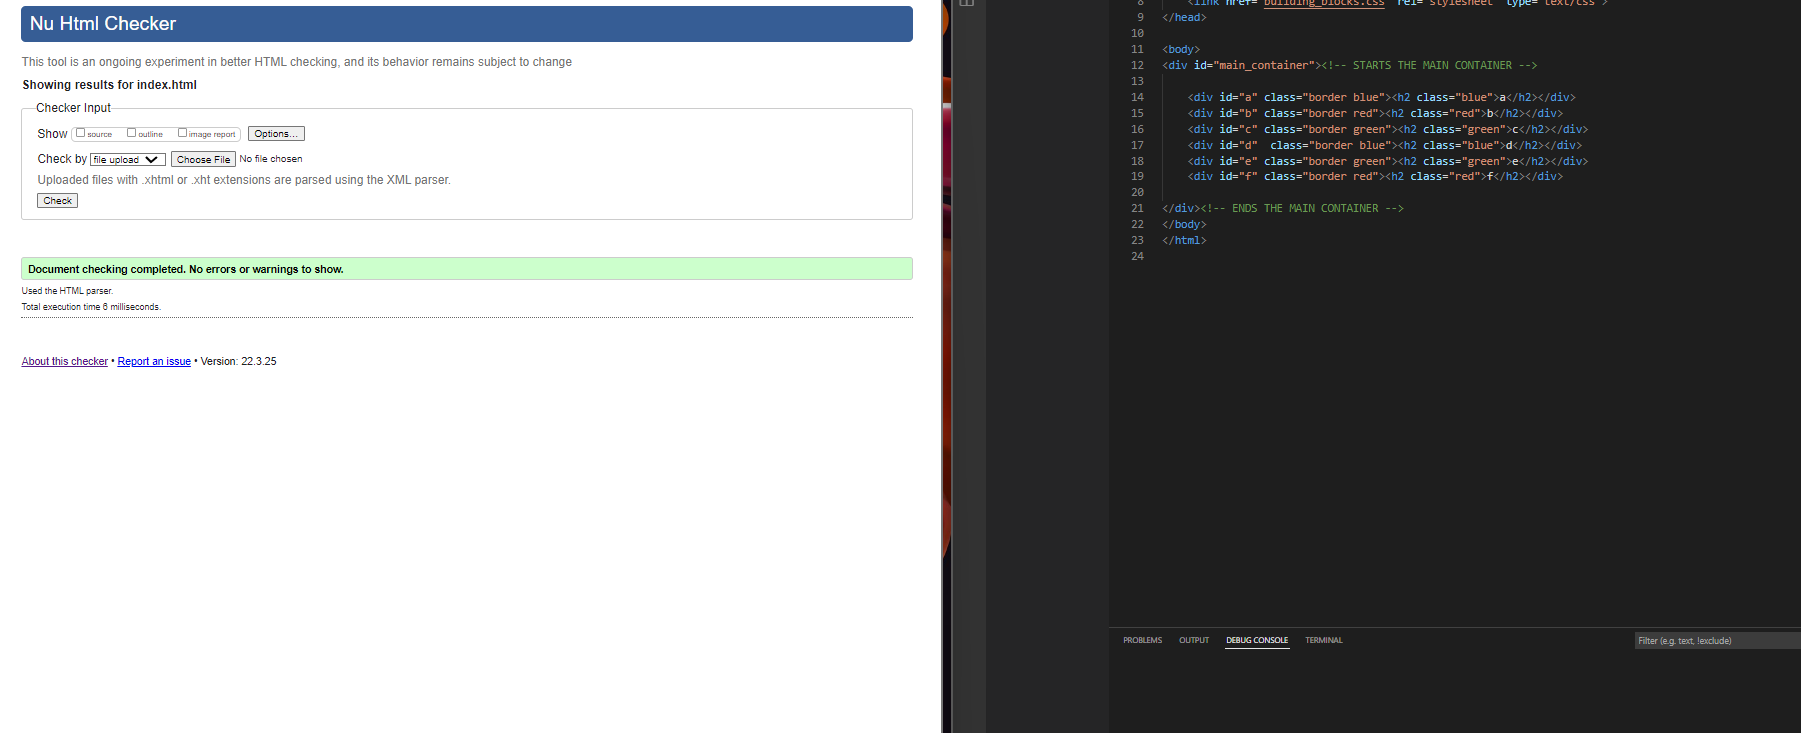 Nu Html Checker
This tool is an ongoing experiment in better HTML checking, and its behavior remains subject to change
Showing results for index.html
Checker Input
Show source outline image report Options...
Check by file upload Choose File No file chosen
Uploaded files with .xhtml or .xht extensions are parsed using the XML parser.
Check
Document checking completed. No errors or warnings to show.
Used the HTML parser.
Total execution time 6 milliseconds.
About this checker • Report an issue • Version: 22.3.25
8 <link href="building_blocks.css" rel="stylesheet" type="text/css">
9 </head>
10
11 <body>
12 <div id="main_container"><!-- STARTS THE MAIN CONTAINER -->
13
14 <div id="a" class="border blue"><h2 class="blue">a</h2></div>
15 <div id="b" class="border red"><h2 class="red">b</h2></div>
16 <div id="c" class="border green"><h2 class="green">c</h2></div>
17 <div id="d"  class="border blue"><h2 class="blue">d</h2></div>
18 <div id="e" class="border green"><h2 class="green">e</h2></div>
19 <div id="f" class="border red"><h2 class="red">f</h2></div>
20
21 </div><!-- ENDS THE MAIN CONTAINER -->
22 </body>
23 </html>
24
PROBLEMS OUTPUT DEBUG CONSOLE TERMINAL Filter (e.g. text, !exclude)